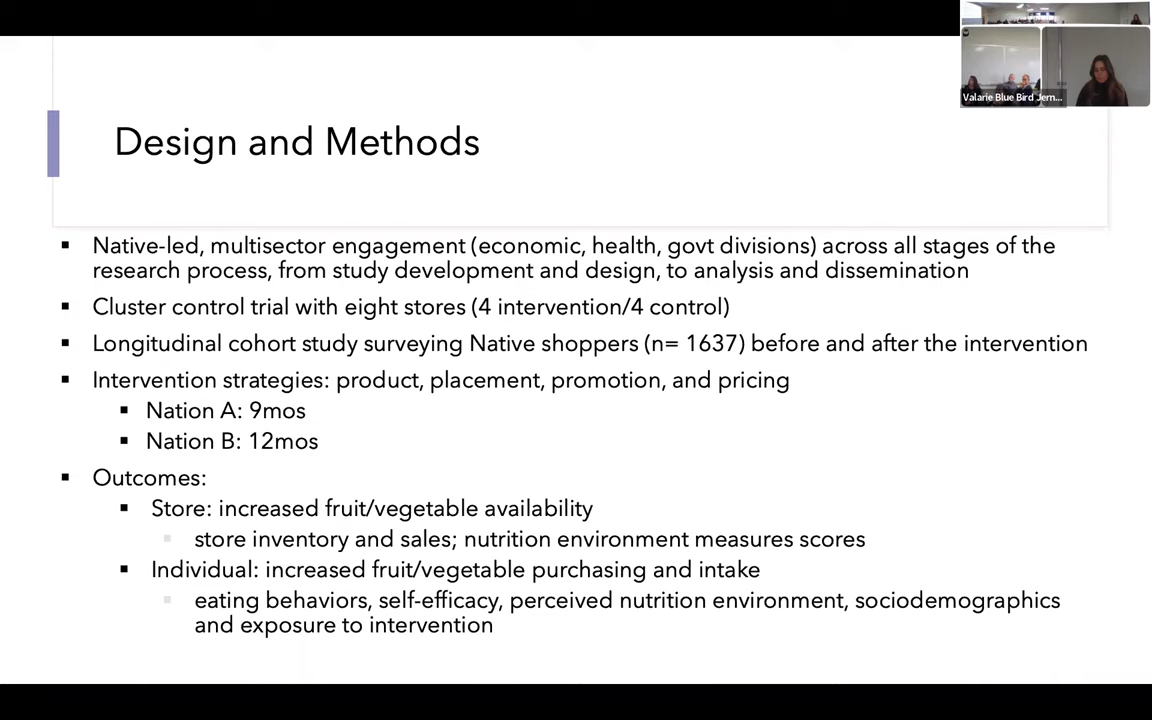 Valarie Blue Bird Jern...
Design and Methods
▪ Native-led, multisector engagement (economic, health, govt divisions) across all stages of the
research process, from study development and design, to analysis and dissemination
▪ Cluster control trial with eight stores (4 intervention/4 control)
▪ Longitudinal cohort study surveying Native shoppers (n= 1637) before and after the intervention
▪ Intervention strategies: product, placement, promotion, and pricing
▪ Nation A: 9mos
▪ Nation B: 12mos
▪ Outcomes:
▪ Store: increased fruit/vegetable availability
▪ store inventory and sales; nutrition environment measures scores
▪ Individual: increased fruit/vegetable purchasing and intake
▪ eating behaviors, self-efficacy, perceived nutrition environment, sociodemographics
and exposure to intervention